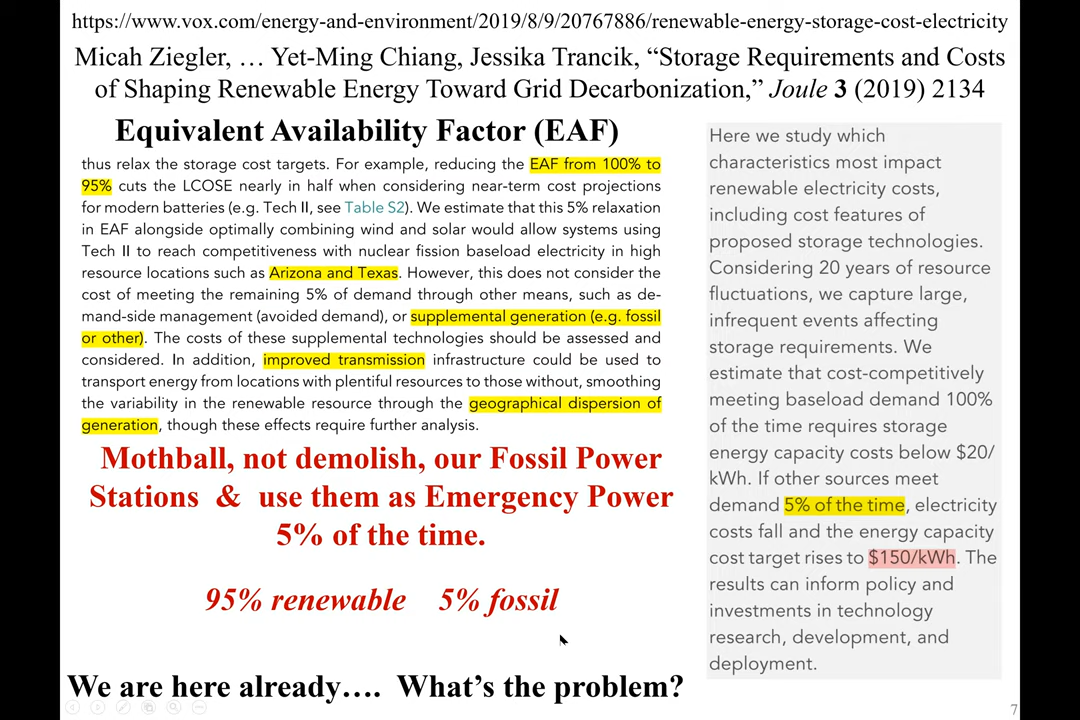 https://www.vox.com/energy-and-environment/2019/8/9/20767886/renewable-energy-storage-cost-electricity
Micah Ziegler, … Yet-Ming Chiang, Jessika Trancik, “Storage Requirements and Costs
of Shaping Renewable Energy Toward Grid Decarbonization,” Joule 3 (2019) 2134
Equivalent Availability Factor (EAF)
thus relax the storage cost targets. For example, reducing the EAF from 100% to
95% cuts the LCOSE nearly in half when considering near-term cost projections
for modern batteries (e.g. Tech II, see Table S2). We estimate that this 5% relaxation
in EAF alongside optimally combining wind and solar would allow systems using
Tech II to reach competitiveness with nuclear fission baseload electricity in high
resource locations such as Arizona and Texas. However, this does not consider the
cost of meeting the remaining 5% of demand through other means, such as de-
mand-side management (avoided demand), or supplemental generation (e.g. fossil
or other). The costs of these supplemental technologies should be assessed and
considered. In addition, improved transmission infrastructure could be used to
transport energy from locations with plentiful resources to those without, smoothing
the variability in the renewable resource through the geographical dispersion of
generation, though these effects require further analysis.
Mothball, not demolish, our Fossil Power
Stations & use them as Emergency Power
5% of the time.
95% renewable 5% fossil
We are here already…. What’s the problem?
Here we study which
characteristics most impact
renewable electricity costs,
including cost features of
proposed storage technologies.
Considering 20 years of resource
fluctuations, we capture large,
infrequent events affecting
storage requirements. We
estimate that cost-competitively
meeting baseload demand 100%
of the time requires storage
energy capacity costs below $20/
kWh. If other sources meet
demand 5% of the time, electricity
costs fall and the energy capacity
cost target rises to $150/kWh. The
results can inform policy and
investments in technology
research, development, and
deployment.
7